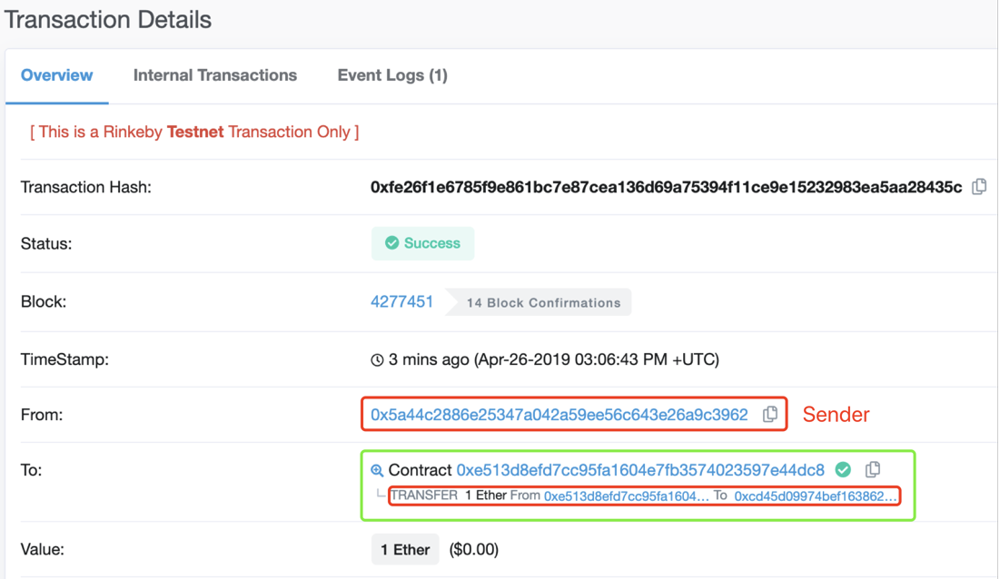 Transaction Details
Overview Internal Transactions Event Logs (1)
[ This is a Rinkeby Testnet Transaction Only ]
Transaction Hash: 0xfe26f1e6785f9e861bc7e87cea136d69a75394f11ce9e15232983ea5aa28435c
Status: Success
Block: 4277451 14 Block Confirmations
TimeStamp: 3 mins ago (Apr-26-2019 03:06:43 PM +UTC)
From: 0x5a44c2886e25347a042a59ee56c643e26a9c3962 Sender
To: Contract 0xe513d8efd7cc95fa1604e7fb3574023597e44dc8
TRANSFER 1 Ether From 0xe513d8efd7cc95fa1604... To 0xcd45d09974bef163862...
Value: 1 Ether ($0.00)